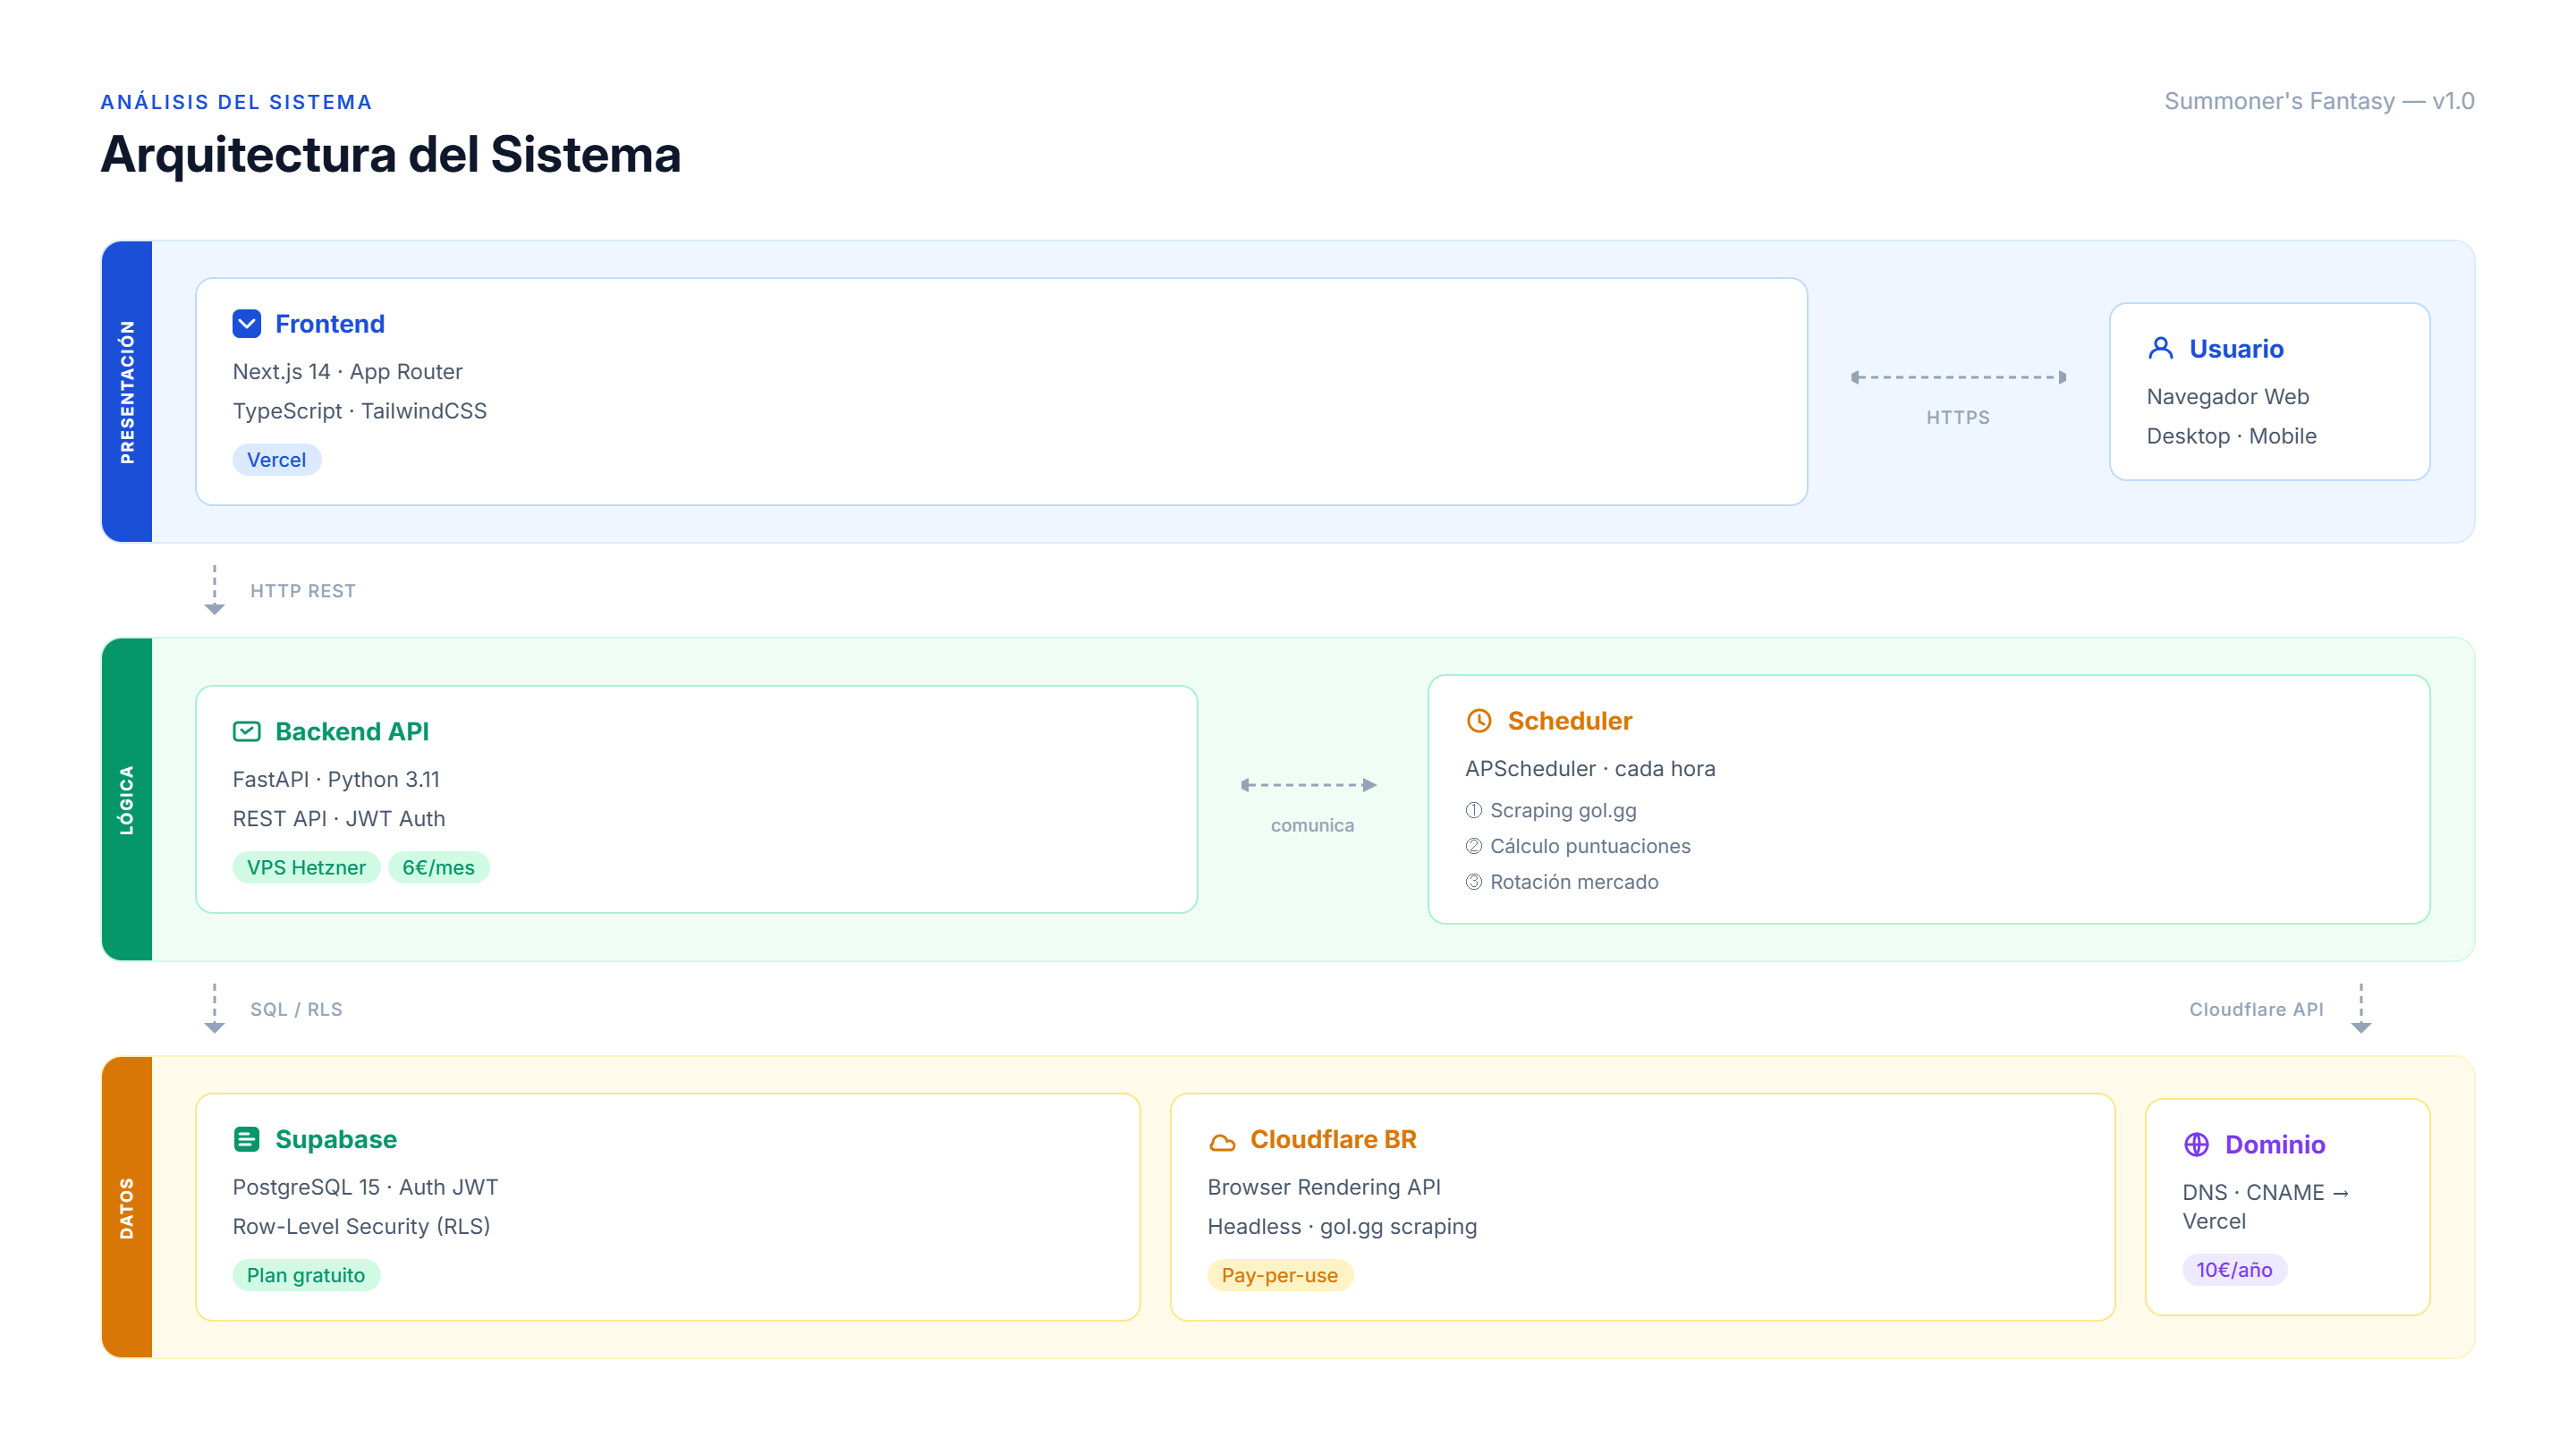 ANÁLISIS DEL SISTEMA
Summoner's Fantasy — v1.0
Arquitectura del Sistema
PRESENTACIÓN
Frontend
Next.js 14 · App Router
TypeScript · TailwindCSS
Vercel
HTTPS
Usuario
Navegador Web
Desktop · Mobile
HTTP REST
LÓGICA
Backend API
FastAPI · Python 3.11
REST API · JWT Auth
VPS Hetzner 6€/mes
comunica
Scheduler
APScheduler · cada hora
① Scraping gol.gg
② Cálculo puntuaciones
③ Rotación mercado
SQL / RLS
Cloudflare API
DATOS
Supabase
PostgreSQL 15 · Auth JWT
Row-Level Security (RLS)
Plan gratuito
Cloudflare BR
Browser Rendering API
Headless · gol.gg scraping
Pay-per-use
Dominio
DNS · CNAME →
Vercel
10€/año